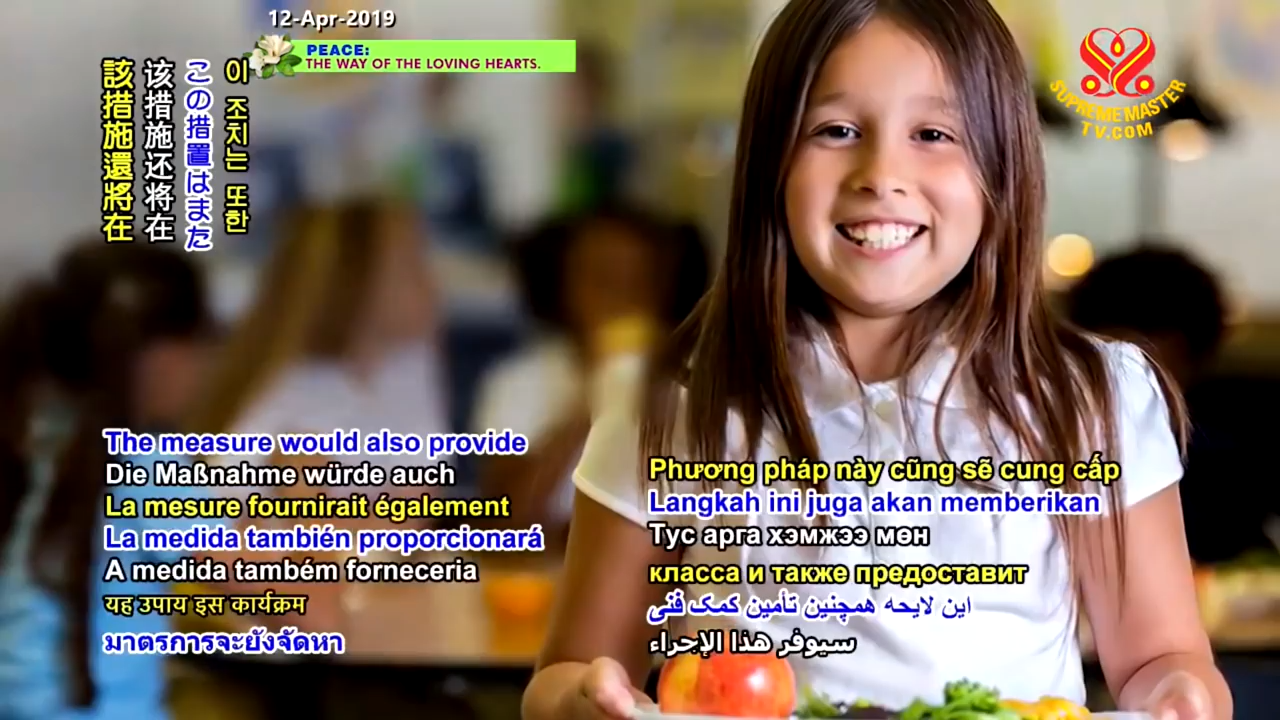 12-Apr-2019
PEACE:
THE WAY OF THE LOVING HEARTS.
SUPREME MASTER
TV.COM
이 조치는 또한
この措置はまた
该措施还将在
該措施還將在
The measure would also provide
Die Maßnahme würde auch
La mesure fournirait également
La medida también proporcionará
A medida também forneceria
यह उपाय इस कार्यक्रम
มาตรการจะยังจัดหา
Phương pháp này cũng sẽ cung cấp
Langkah ini juga akan memberikan
Тус арга хэмжээ мөн
класса и также предоставит
این لایحه همچنین تأمین کمک فنی
سيوفر هذا الإجراء